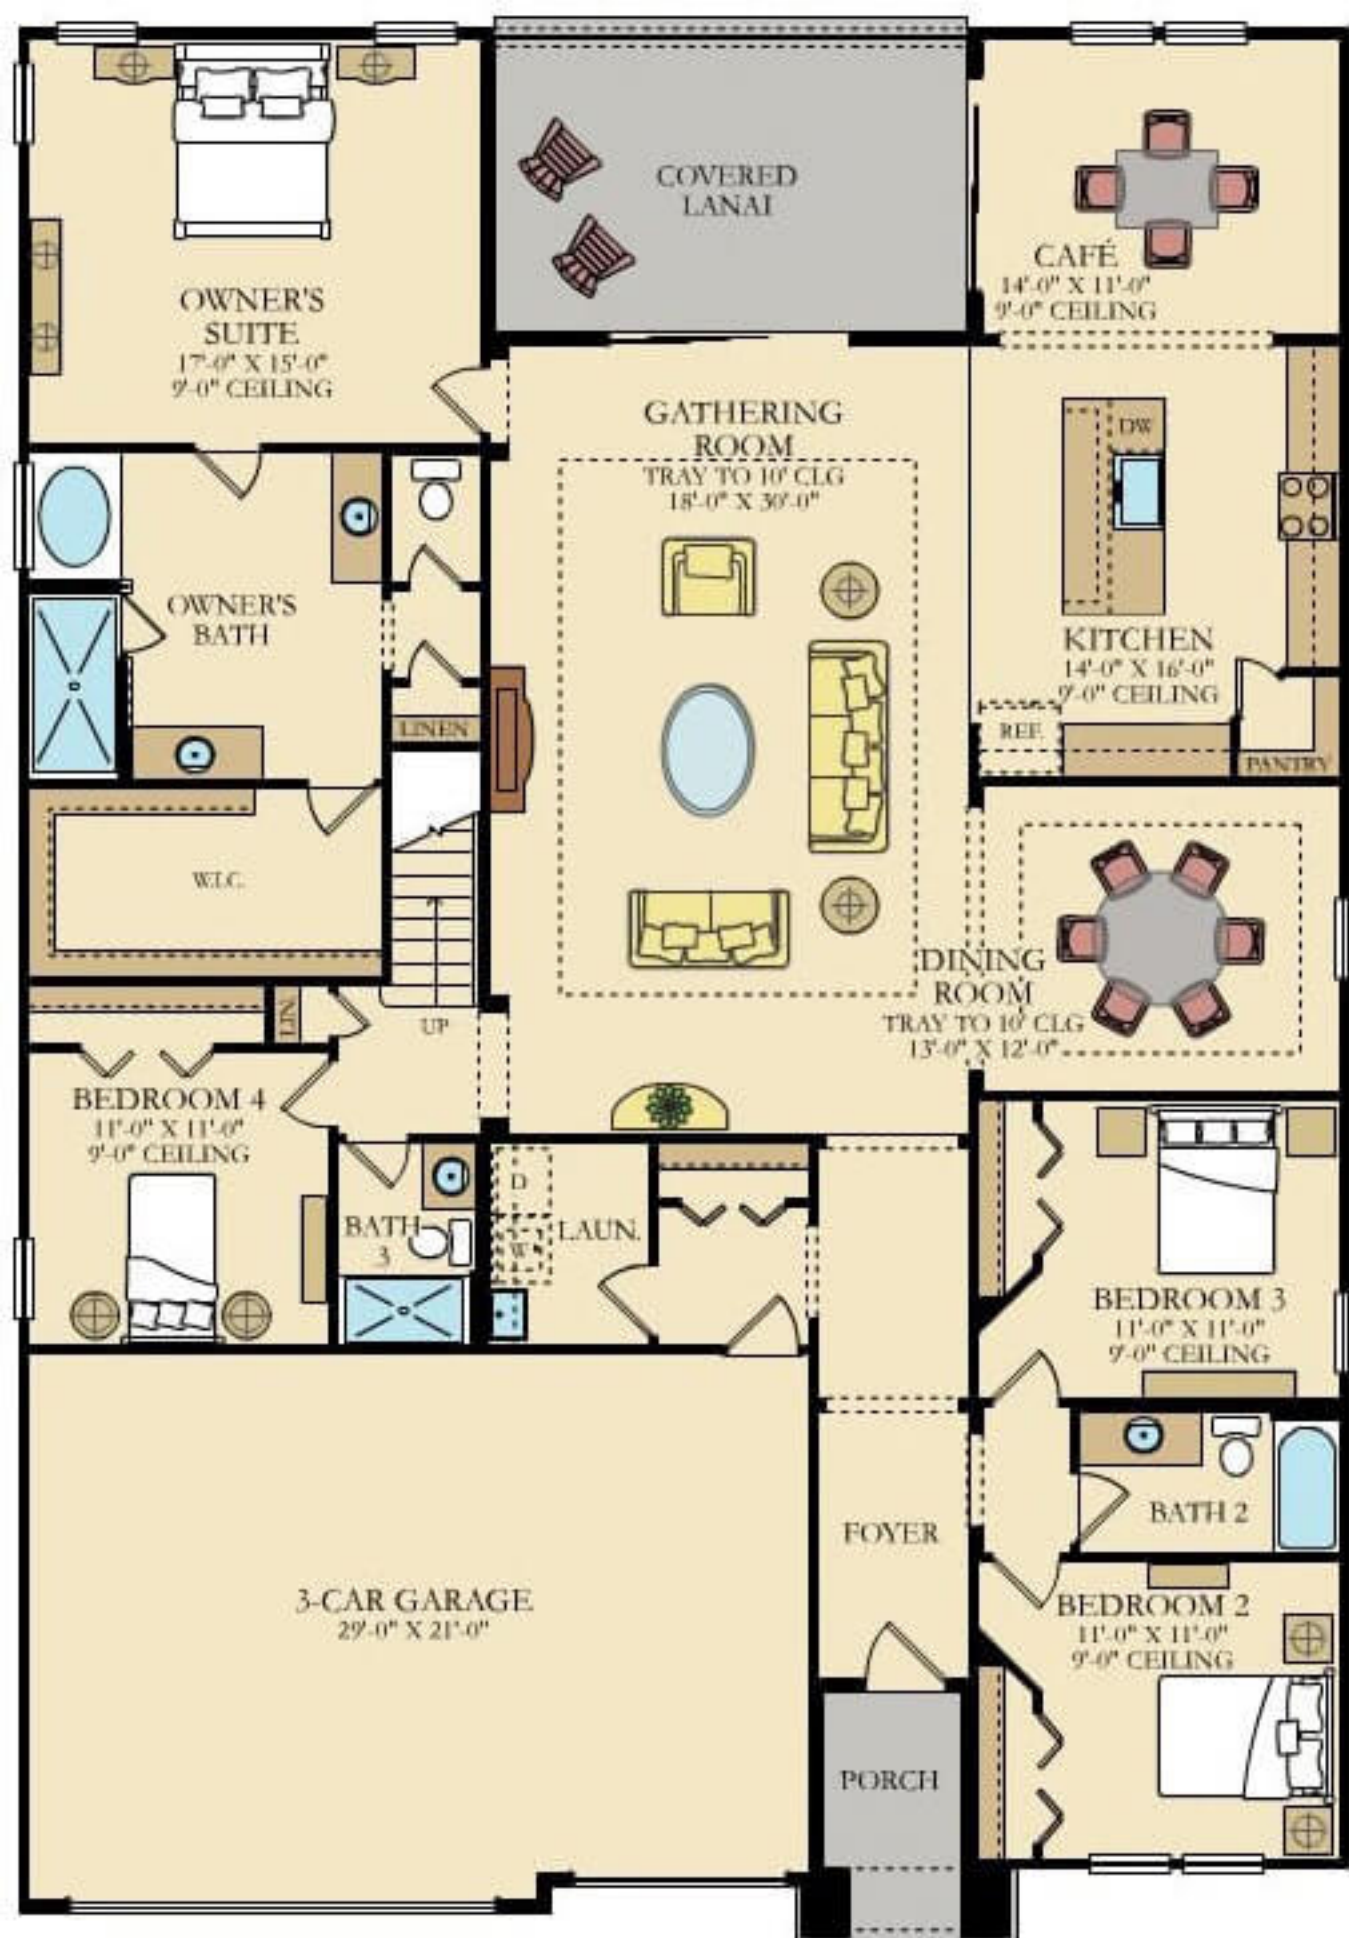 COVERED
LANAI
CAFÉ
14'-0" X 11'-0"
9'-0" CEILING
OWNER'S
SUITE
17'-0" X 15'-0"
9'-0" CEILING
GATHERING
ROOM
TRAY TO 10' CLG
18'-0" X 30'-0"
DW
KITCHEN
14'-0" X 16'-0"
9'-0" CEILING
REF.
PANTRY
OWNER'S
BATH
LINEN
W.I.C.
LIN
UP
DINING
ROOM
TRAY TO 10' CLG
13'-0" X 12'-0"
BEDROOM 4
11'-0" X 11'-0"
9'-0" CEILING
BATH
3
D
W
LAUN.
BEDROOM 3
11'-0" X 11'-0"
9'-0" CEILING
BATH 2
FOYER
3-CAR GARAGE
29'-0" X 21'-0"
BEDROOM 2
11'-0" X 11'-0"
9'-0" CEILING
PORCH